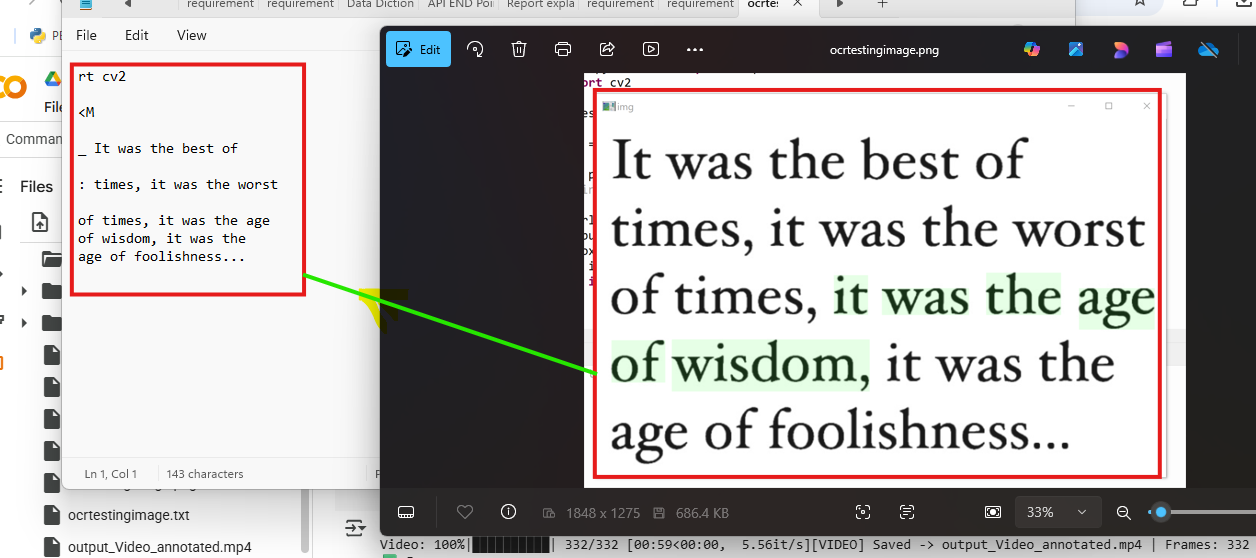 requirement
requirement
Data Diction
API END Poi
Report expla
requirement
requirement
ocrtes
File
Edit
View
rt cv2
<M
_ It was the best of
: times, it was the worst
of times, it was the age
of wisdom, it was the
age of foolishness...
Ln 1, Col 1
143 characters
PE
File
Comman
Files
ocrtestingimage.txt
output_Video_annotated.mp4
Edit
ocrtestingimage.png
ort cv2
img
It was the best of
times, it was the worst
of times, it was the age
of wisdom, it was the
age of foolishness...
1848 x 1275
686.4 KB
33%
Video: 100%|██████████| 332/332 [00:59<00:00, 5.56it/s][VIDEO] Saved -> output_Video_annotated.mp4 | Frames: 332